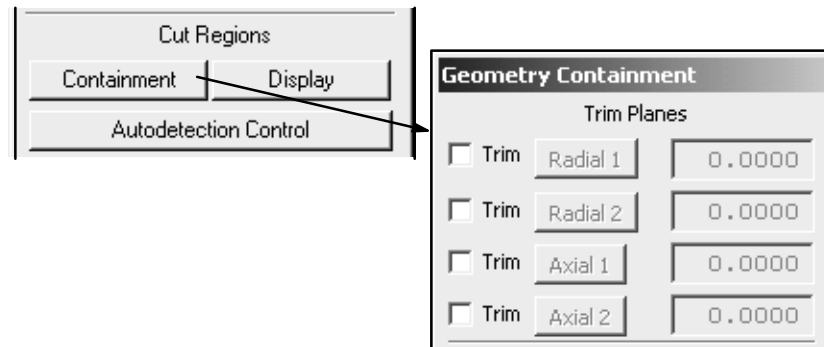 Cut Regions
Containment Display
Autodetection Control
Geometry Containment
Trim Planes
Trim Radial 1 0.0000
Trim Radial 2 0.0000
Trim Axial 1 0.0000
Trim Axial 2 0.0000